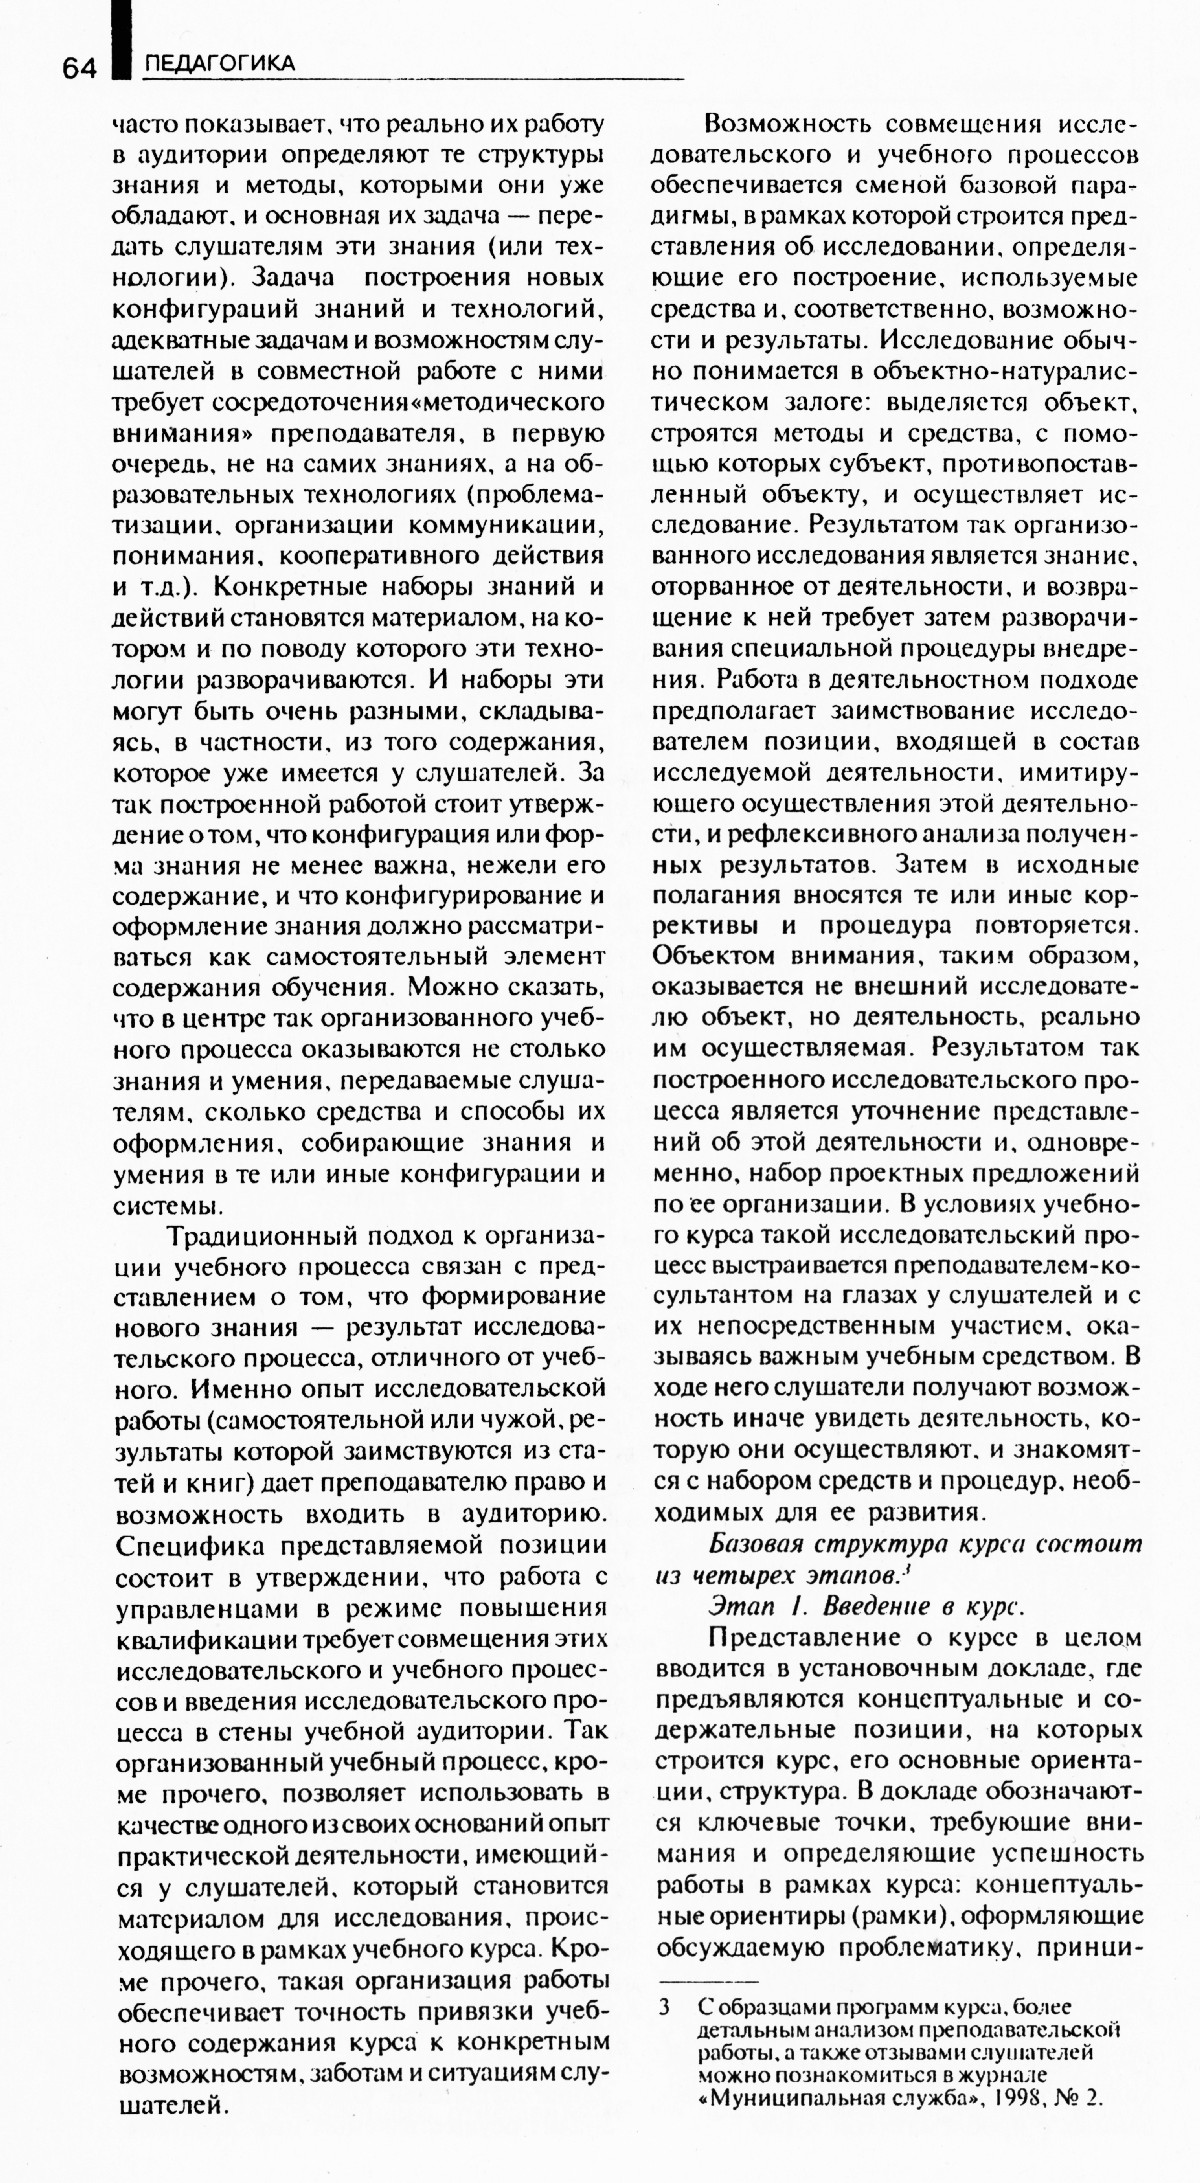 64
ПЕДАГОГИКА
часто показывает, что реально их работу
в аудитории определяют те структуры
знания и методы, которыми они уже
обладают, и основная их задача — пере-
дать слушателям эти знания (или тех-
нологии). Задача построения новых
конфигураций знаний и технологий,
адекватные задачам и возможностям слу-
шателей в совместной работе с ними
требует сосредоточения«методического
внимания» преподавателя, в первую
очередь, не на самих знаниях, а на об-
разовательных технологиях (проблема-
тизации, организации коммуникации,
понимания, кооперативного действия
и т.д.). Конкретные наборы знаний и
действий становятся материалом, на ко-
тором и по поводу которого эти техно-
логии разворачиваются. И наборы эти
могут быть очень разными, складыва-
ясь, в частности, из того содержания,
которое уже имеется у слушателей. За
так построенной работой стоит утверж-
дение о том, что конфигурация или фор-
ма знания не менее важна, нежели его
содержание, и что конфигурирование и
оформление знания должно рассматри-
ваться как самостоятельный элемент
содержания обучения. Можно сказать,
что в центре так организованного учеб-
ного процесса оказываются не столько
знания и умения, передаваемые слуша-
телям, сколько средства и способы их
оформления, собирающие знания и
умения в те или иные конфигурации и
системы.
Традиционный подход к организа-
ции учебного процесса связан с пред-
ставлением о том, что формирование
нового знания — результат исследова-
тельского процесса, отличного от учеб-
ного. Именно опыт исследовательской
работы (самостоятельной или чужой, ре-
зультаты которой заимствуются из ста-
тей и книг) дает преподавателю право и
возможность входить в аудиторию.
Специфика представляемой позиции
состоит в утверждении, что работа с
управленцами в режиме повышения
квалификации требует совмещения этих
исследовательского и учебного процес-
сов и введения исследовательского про-
цесса в стены учебной аудитории. Так
организованный учебный процесс, кро-
ме прочего, позволяет использовать в
качестве одного из своих оснований опыт
практической деятельности, имеющий-
ся у слушателей, который становится
материалом для исследования, проис-
ходящего в рамках учебного курса. Кро-
ме прочего, такая организация работы
обеспечивает точность привязки учеб-
ного содержания курса к конкретным
возможностям, заботам и ситуациям слу-
шателей.
Возможность совмещения иссле-
довательского и учебного процессов
обеспечивается сменой базовой пара-
дигмы, в рамках которой строится пред-
ставления об исследовании, определя-
ющие его построение, используемые
средства и, соответственно, возможно-
сти и результаты. Исследование обыч-
но понимается в объектно-натуралис-
тическом залоге: выделяется объект,
строятся методы и средства, с помо-
щью которых субъект, противопостав-
ленный объекту, и осуществляет ис-
следование. Результатом так организо-
ванного исследования является знание,
оторванное от деятельности, и возвра-
щение к ней требует затем разворачи-
вания специальной процедуры внедре-
ния. Работа в деятельностном подходе
предполагает заимствование исследо-
вателем позиции, входящей в состав
исследуемой деятельности, имитиру-
ющего осуществления этой деятельно-
сти, и рефлексивного анализа получен-
ных результатов. Затем в исходные
полагания вносятся те или иные кор-
рективы и процедура повторяется.
Объектом внимания, таким образом,
оказывается не внешний исследовате-
лю объект, но деятельность, реально
им осуществляемая. Результатом так
построенного исследовательского про-
цесса является уточнение представле-
ний об этой деятельности и, одновре-
менно, набор проектных предложений
по ее организации. В условиях учебно-
го курса такой исследовательский про-
цесс выстраивается преподавателем-ко-
сультантом на глазах у слушателей и с
их непосредственным участием, ока-
зываясь важным учебным средством. В
ходе него слушатели получают возмож-
ность иначе увидеть деятельность, ко-
торую они осуществляют, и знакомят-
ся с набором средств и процедур, необ-
ходимых для ее развития.
Базовая структура курса состоит
из четырех этапов.³
Этап 1. Введение в курс.
Представление о курсе в целом
вводится в установочным докладе, где
предъявляются концептуальные и со-
держательные позиции, на которых
строится курс, его основные ориента-
ции, структура. В докладе обозначают-
ся ключевые точки, требующие вни-
мания и определяющие успешность
работы в рамках курса: концептуаль-
ные ориентиры (рамки), оформляющие
обсуждаемую проблематику, принци-
3 С образцами программ курса, более
детальным анализом преподавательской
работы, а также отзывами слушателей
можно познакомиться в журнале
«Муниципальная служба», 1998, № 2.